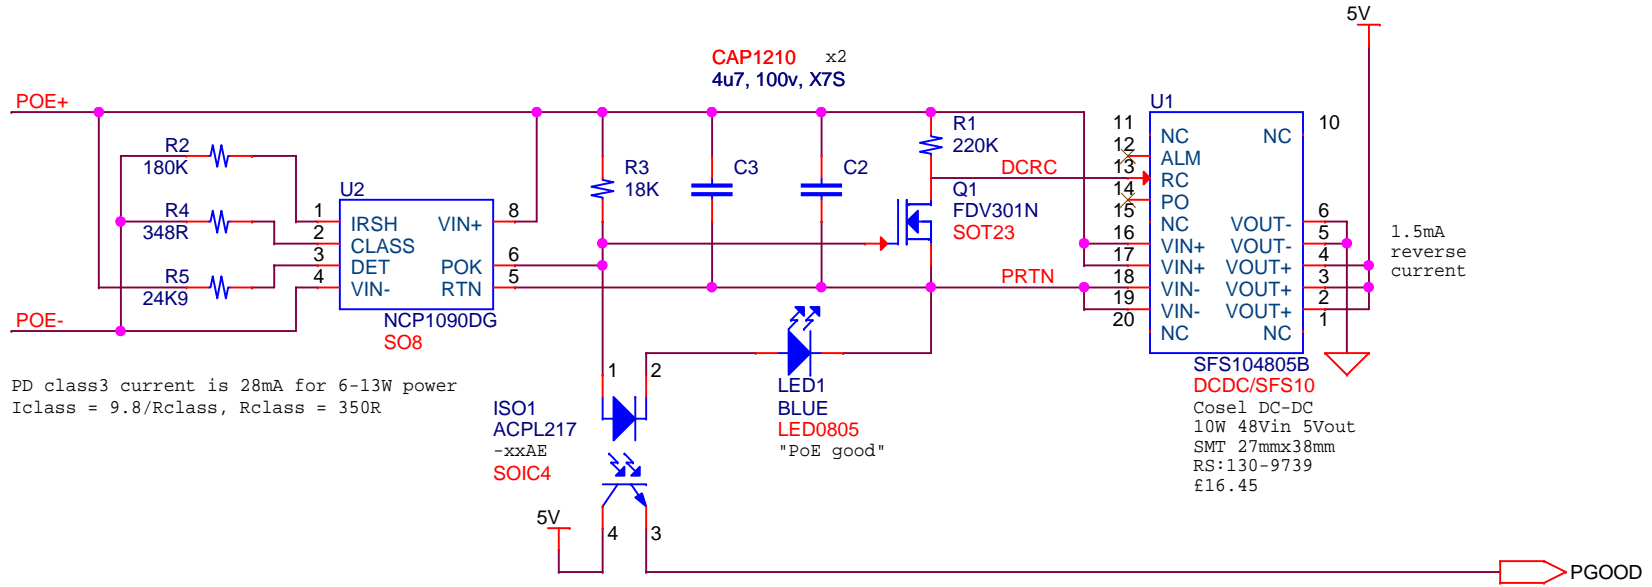 5V
CAP1210 x2
4u7, 100v, X7S
POE+
R2
180K
R4
348R
R5
24K9
POE-
U2
1 IRSH VIN+ 8
2 CLASS
3 DET POK 6
4 VIN- RTN 5
NCP1090DG
SO8
R3
18K
C3
C2
R1
220K
DCRC
Q1
FDV301N
SOT23
PRTN
U1
11 NC NC 10
12 ALM
13 RC
14 PO
15 NC VOUT- 6
16 VIN+ VOUT- 5
17 VIN+ VOUT+ 4
18 VIN- VOUT+ 3
19 VIN- VOUT+ 2
20 NC NC 1
SFS104805B
DCDC/SFS10
Cosel DC-DC
10W 48Vin 5Vout
SMT 27mmx38mm
RS:130-9739
£16.45
1.5mA
reverse
current
PD class3 current is 28mA for 6-13W power
Iclass = 9.8/Rclass, Rclass = 350R
1 2
ISO1
ACPL217
-xxAE
SOIC4
4 3
LED1
BLUE
LED0805
"PoE good"
5V
PGOOD